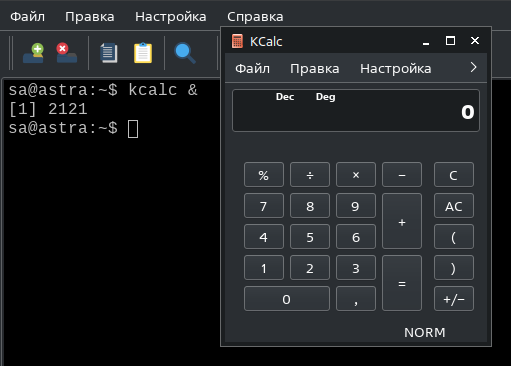 Файл Правка Настройка Справка
sa@astra:~$ kcalc &
[1] 2121
sa@astra:~$
KCalc
Файл Правка Настройка
Dec Deg
0
% ÷ × − C
7 8 9 + AC
4 5 6 (
1 2 3 = )
0 , +/−
NORM